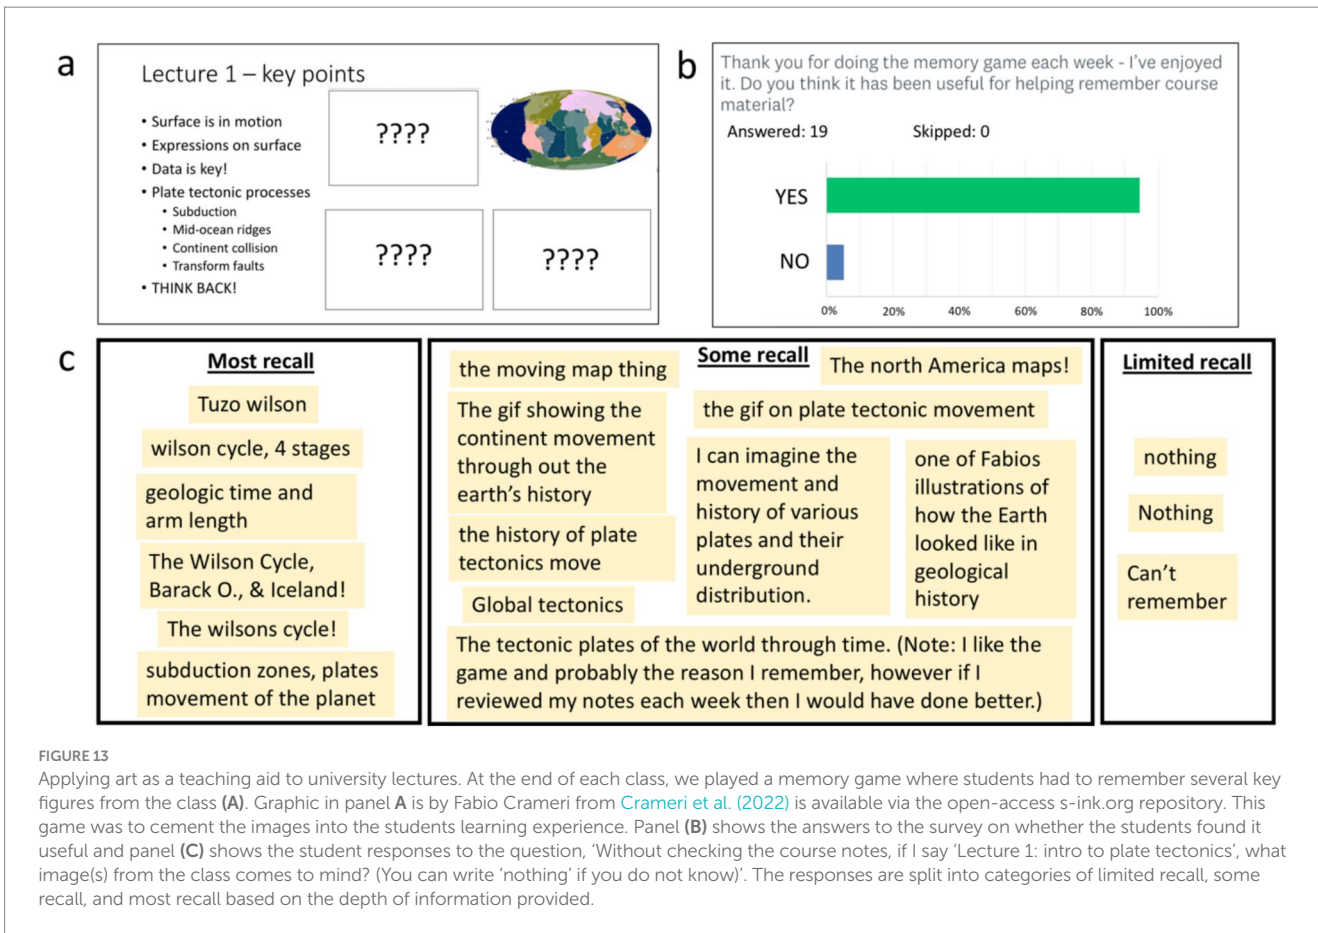 a
Lecture 1 – key points
• Surface is in motion
• Expressions on surface
• Data is key!
• Plate tectonic processes
• Subduction
• Mid-ocean ridges
• Continent collision
• Transform faults
• THINK BACK!
????
????
????
b
Thank you for doing the memory game each week - I've enjoyed
it. Do you think it has been useful for helping remember course
material?
Answered: 19 Skipped: 0
YES
NO
0% 20% 40% 60% 80% 100%
c
Most recall
Tuzo wilson
wilson cycle, 4 stages
geologic time and
arm length
The Wilson Cycle,
Barack O., & Iceland!
The wilsons cycle!
subduction zones, plates
movement of the planet
Some recall
the moving map thing
The north America maps!
The gif showing the
continent movement
through out the
earth's history
the gif on plate tectonic movement
the history of plate
tectonics move
Global tectonics
I can imagine the
movement and
history of various
plates and their
underground
distribution.
one of Fabios
illustrations of
how the Earth
looked like in
geological
history
The tectonic plates of the world through time. (Note: I like the
game and probably the reason I remember, however if I
reviewed my notes each week then I would have done better.)
Limited recall
nothing
Nothing
Can't
remember
FIGURE 13
Applying art as a teaching aid to university lectures. At the end of each class, we played a memory game where students had to remember several key
figures from the class (A). Graphic in panel A is by Fabio Crameri from Crameri et al. (2022) is available via the open-access s-ink.org repository. This
game was to cement the images into the students learning experience. Panel (B) shows the answers to the survey on whether the students found it
useful and panel (C) shows the student responses to the question, 'Without checking the course notes, if I say 'Lecture 1: intro to plate tectonics', what
image(s) from the class comes to mind? (You can write 'nothing' if you do not know)'. The responses are split into categories of limited recall, some
recall, and most recall based on the depth of information provided.